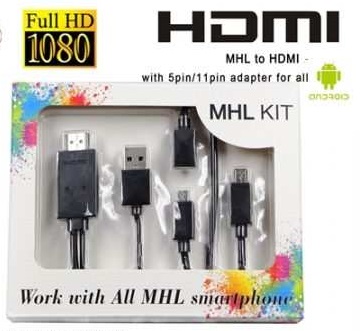 Full HD
1080
HDMI
MHL to HDMI -
with 5pin/11pin adapter for all
ANDROID
MHL KIT
Work with All MHL smartphone